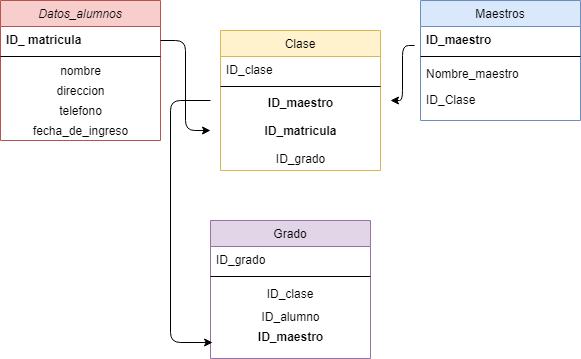 Datos_alumnos
ID_ matricula
nombre
direccion
telefono
fecha_de_ingreso
Clase
ID_clase
ID_maestro
ID_matricula
ID_grado
Maestros
ID_maestro
Nombre_maestro
ID_Clase
Grado
ID_grado
ID_clase
ID_alumno
ID_maestro